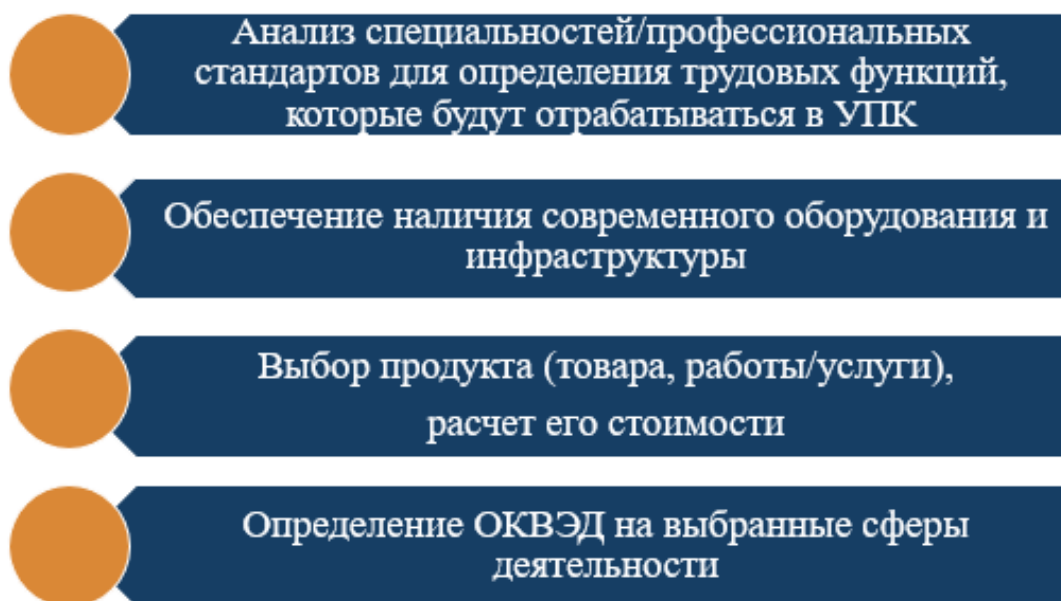 Анализ специальностей/профессиональных
стандартов для определения трудовых функций,
которые будут отрабатываться в УПК
Обеспечение наличия современного оборудования и
инфраструктуры
Выбор продукта (товара, работы/услуги),
расчет его стоимости
Определение ОКВЭД на выбранные сферы
деятельности